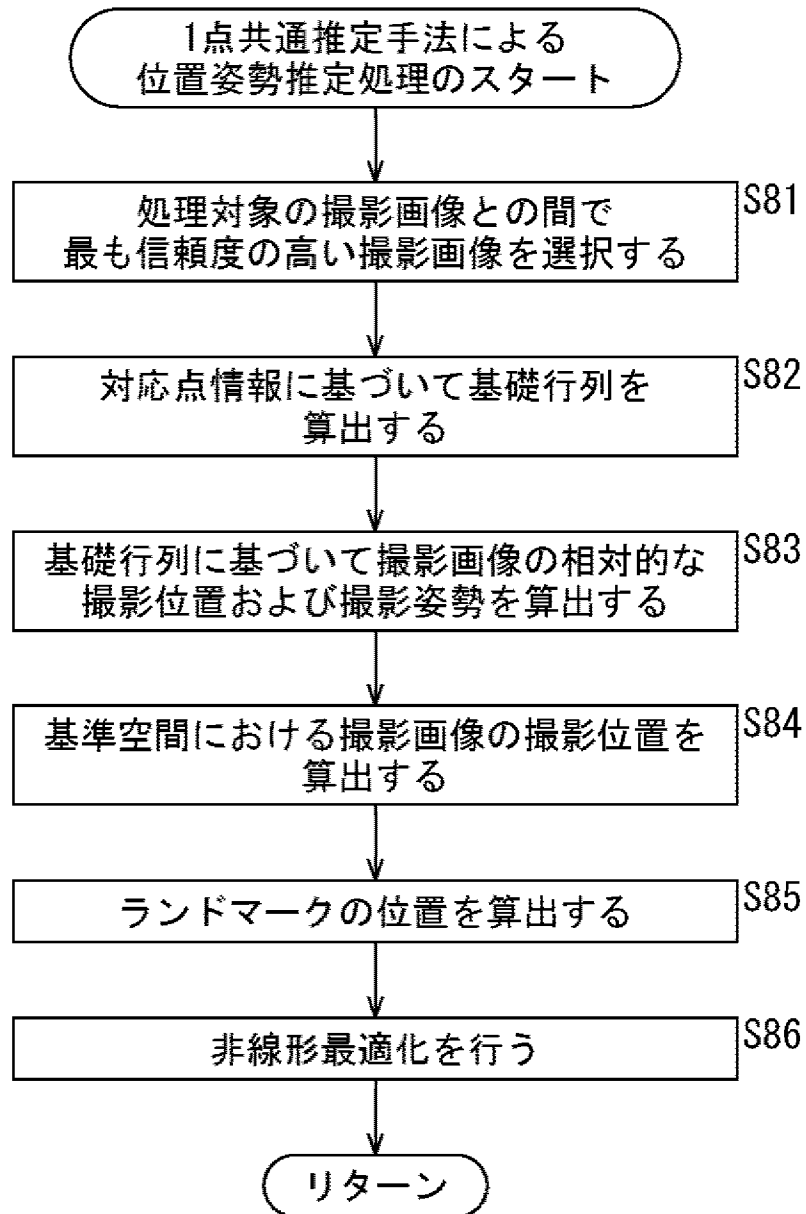 1点共通推定手法による
位置姿勢推定処理のスタート
S81
処理対象の撮影画像との間で
最も信頼度の高い撮影画像を選択する
S82
対応点情報に基づいて基礎行列を
算出する
S83
基礎行列に基づいて撮影画像の相対的な
撮影位置および撮影姿勢を算出する
S84
基準空間における撮影画像の撮影位置を
算出する
S85
ランドマークの位置を算出する
S86
非線形最適化を行う
リターン